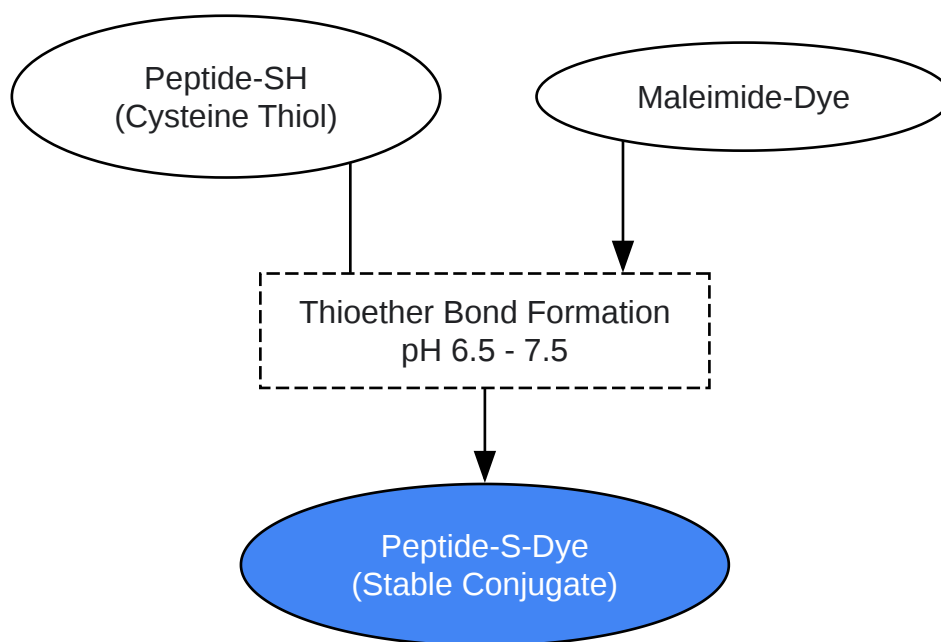 Peptide-SH
(Cysteine Thiol)
Maleimide-Dye
Thioether Bond Formation
pH 6.5 - 7.5
Peptide-S-Dye
(Stable Conjugate)